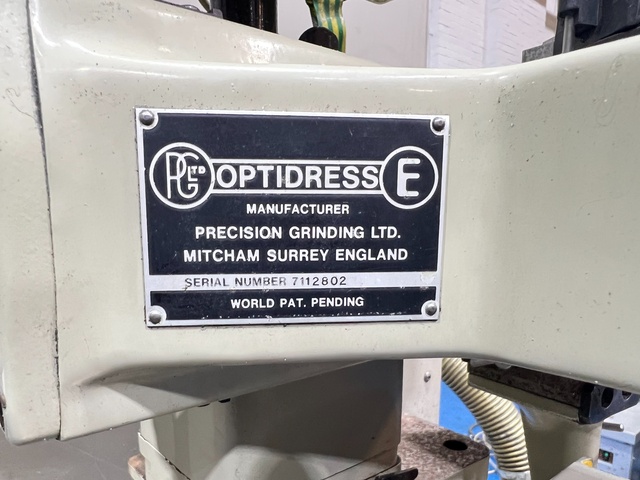 PG LTD OPTIDRESS E
MANUFACTURER
PRECISION GRINDING LTD.
MITCHAM SURREY ENGLAND
SERIAL NUMBER 7112802
WORLD PAT. PENDING